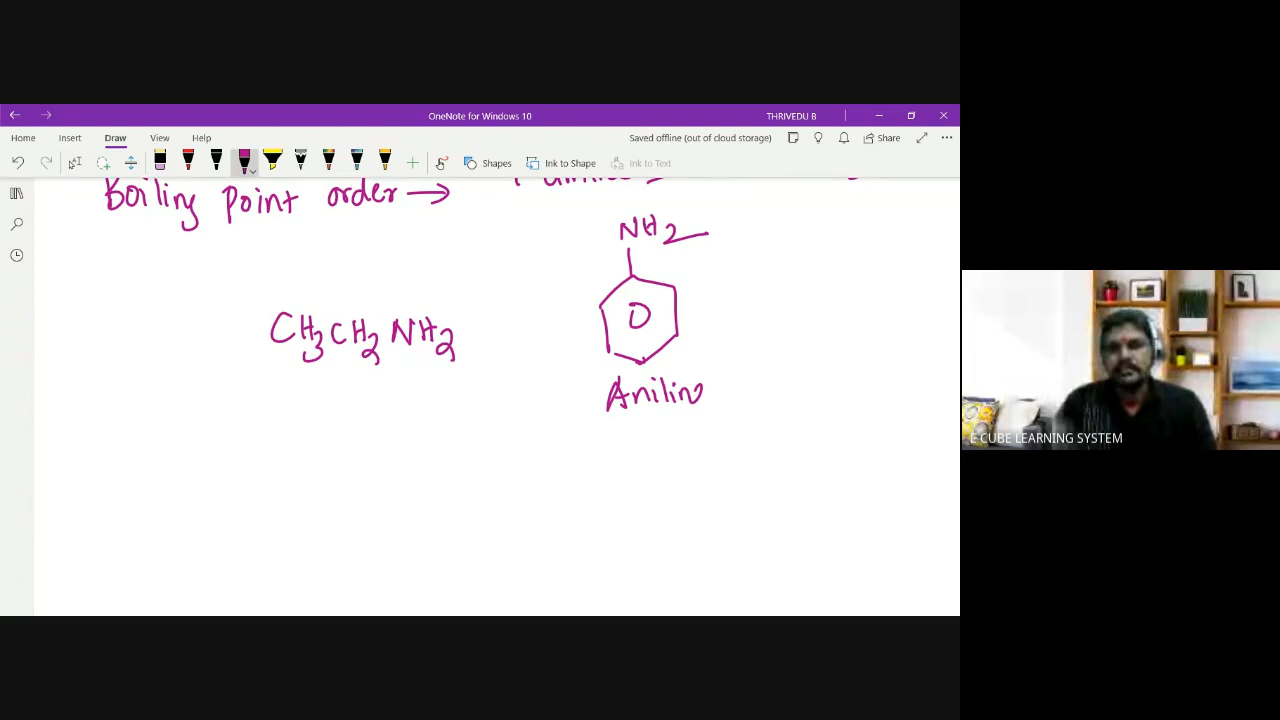 OneNote for Windows 10
THRIVEDU B
Home Insert Draw View Help
Saved offline (out of cloud storage)
Share
Shapes
Ink to Shape
Ink to Text
Boiling Point order →
NH2
CH3CH2NH2
Anilin
E CUBE LEARNING SYSTEM